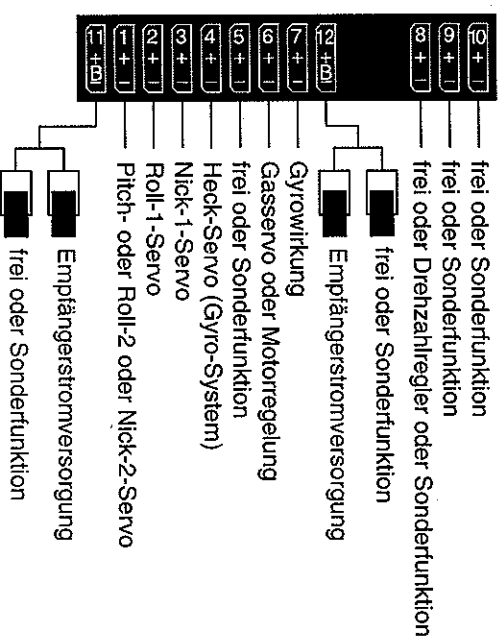 10 + – frei oder Sonderfunktion
9 + – frei oder Sonderfunktion
8 + – frei oder Drehzahlregler oder Sonderfunktion
frei oder Sonderfunktion
12 + B
Empfängerstromversorgung
7 + – Gyrowirkung
6 + – Gasservo oder Motorregelung
5 + – frei oder Sonderfunktion
4 + – Heck-Servo (Gyro-System)
3 + – Nick-1-Servo
2 + – Roll-1-Servo
1 + – Pitch- oder Roll-2 oder Nick-2-Servo
11 + B
Empfängerstromversorgung
frei oder Sonderfunktion